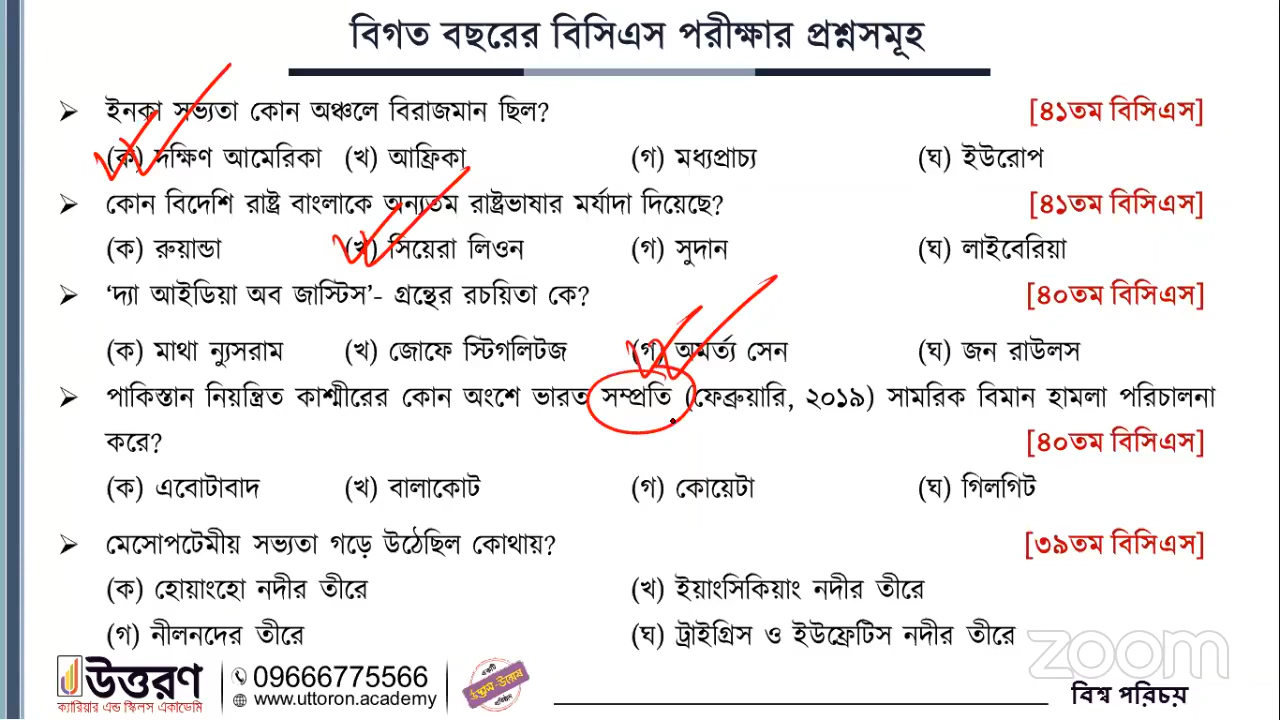 বিগত বছরের বিসিএস পরীক্ষার প্রশ্নসমূহ
➢ ইনকা সভ্যতা কোন অঞ্চলে বিরাজমান ছিল? [৪১তম বিসিএস]
(ক) দক্ষিণ আমেরিকা (খ) আফ্রিকা (গ) মধ্যপ্রাচ্য (ঘ) ইউরোপ
➢ কোন বিদেশি রাষ্ট্র বাংলাকে অন্যতম রাষ্ট্রভাষার মর্যাদা দিয়েছে? [৪১তম বিসিএস]
(ক) রুয়ান্ডা (খ) সিয়েরা লিওন (গ) সুদান (ঘ) লাইবেরিয়া
➢ ‘দ্যা আইডিয়া অব জাস্টিস’- গ্রন্থের রচয়িতা কে? [৪০তম বিসিএস]
(ক) মাথা ন্যুসরাম (খ) জোফে স্টিগলিটজ (গ) অমর্ত্য সেন (ঘ) জন রাউলস
➢ পাকিস্তান নিয়ন্ত্রিত কাশ্মীরের কোন অংশে ভারত সম্প্রতি (ফেব্রুয়ারি, ২০১৯) সামরিক বিমান হামলা পরিচালনা
করে? [৪০তম বিসিএস]
(ক) এবোটাবাদ (খ) বালাকোট (গ) কোয়েটা (ঘ) গিলগিট
➢ মেসোপটেমীয় সভ্যতা গড়ে উঠেছিল কোথায়? [৩৯তম বিসিএস]
(ক) হোয়াংহো নদীর তীরে (খ) ইয়াংসিকিয়াং নদীর তীরে
(গ) নীলনদের তীরে (ঘ) ট্রাইগ্রিস ও ইউফ্রেটিস নদীর তীরে
zoom
উত্তরণ
ক্যারিয়ার এন্ড স্কিলস একাডেমি
09666775566
www.uttoron.academy
বিশ্ব পরিচয়